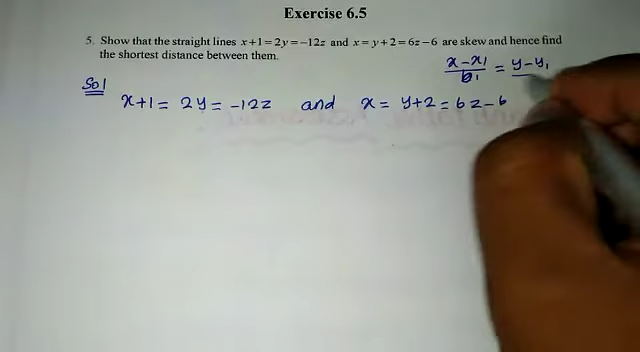 Exercise 6.5
5. Show that the straight lines x+1=2y=−12z and x=y+2=6z−6 are skew and hence find
the shortest distance between them.
(x−x₁)/b₁ = y−y₁
Sol
x+1 = 2y = −12z and x = y+2 = 6z−6